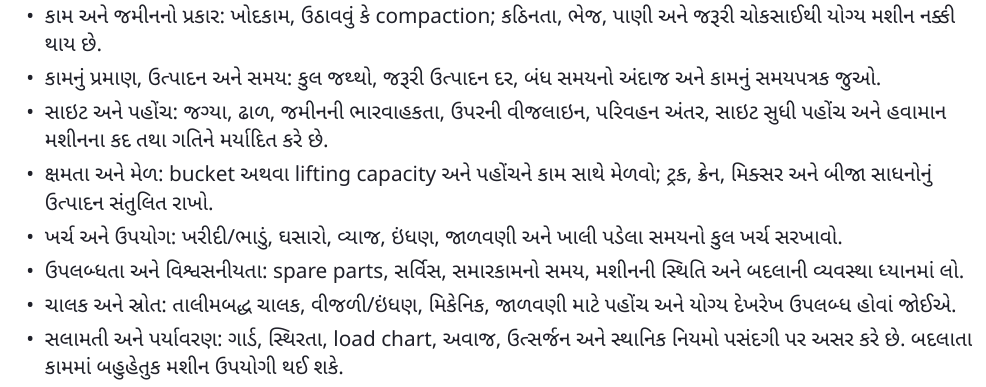 • કામ અને જમીનનો પ્રકાર: ખોદકામ, ઉઠાવવું કે compaction; કઠિનતા, ભેજ, પાણી અને જરૂરી ચોકસાઈથી યોગ્ય મશીન નક્કી
થાય છે.
• કામનું પ્રમાણ, ઉત્પાદન અને સમય: કુલ જથ્થો, જરૂરી ઉત્પાદન દર, બંધ સમયનો અંદાજ અને કામનું સમયપત્રક જુઓ.
• સાઇટ અને પહોંચ: જગ્યા, ઢાળ, જમીનની ભારવાહકતા, ઉપરની વીજલાઇન, પરિવહન અંતર, સાઇટ સુધી પહોંચ અને હવામાન
મશીનના કદ તથા ગતિને મર્યાદિત કરે છે.
• ક્ષમતા અને મેળ: bucket અથવા lifting capacity અને પહોંચને કામ સાથે મેળવો; ટ્રક, ક્રેન, મિક્સર અને બીજા સાધનોનું
ઉત્પાદન સંતુલિત રાખો.
• ખર્ચ અને ઉપયોગ: ખરીદી/ભાડું, ઘસારો, વ્યાજ, ઇંધણ, જાળવણી અને ખાલી પડેલા સમયનો કુલ ખર્ચ સરખાવો.
• ઉપલબ્ધતા અને વિશ્વસનીયતા: spare parts, સર્વિસ, સમારકામનો સમય, મશીનની સ્થિતિ અને બદલાની વ્યવસ્થા ધ્યાનમાં લો.
• ચાલક અને સ્રોત: તાલીમબદ્ધ ચાલક, વીજળી/ઇંધણ, મિકેનિક, જાળવણી માટે પહોંચ અને યોગ્ય દેખરેખ ઉપલબ્ધ હોવાં જોઈએ.
• સલામતી અને પર્યાવરણ: ગાર્ડ, સ્થિરતા, load chart, અવાજ, ઉત્સર્જન અને સ્થાનિક નિયમો પસંદગી પર અસર કરે છે. બદલાતા
કામમાં બહુહેતુક મશીન ઉપયોગી થઈ શકે.